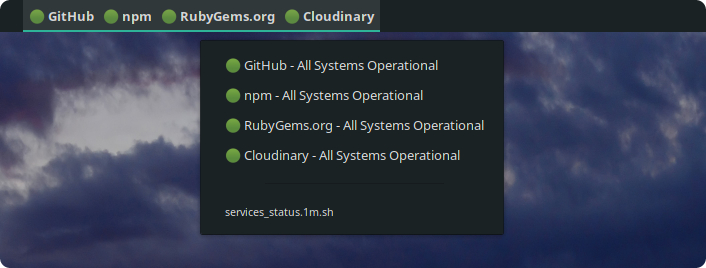 GitHub npm RubyGems.org Cloudinary
GitHub - All Systems Operational
npm - All Systems Operational
RubyGems.org - All Systems Operational
Cloudinary - All Systems Operational
services_status.1m.sh